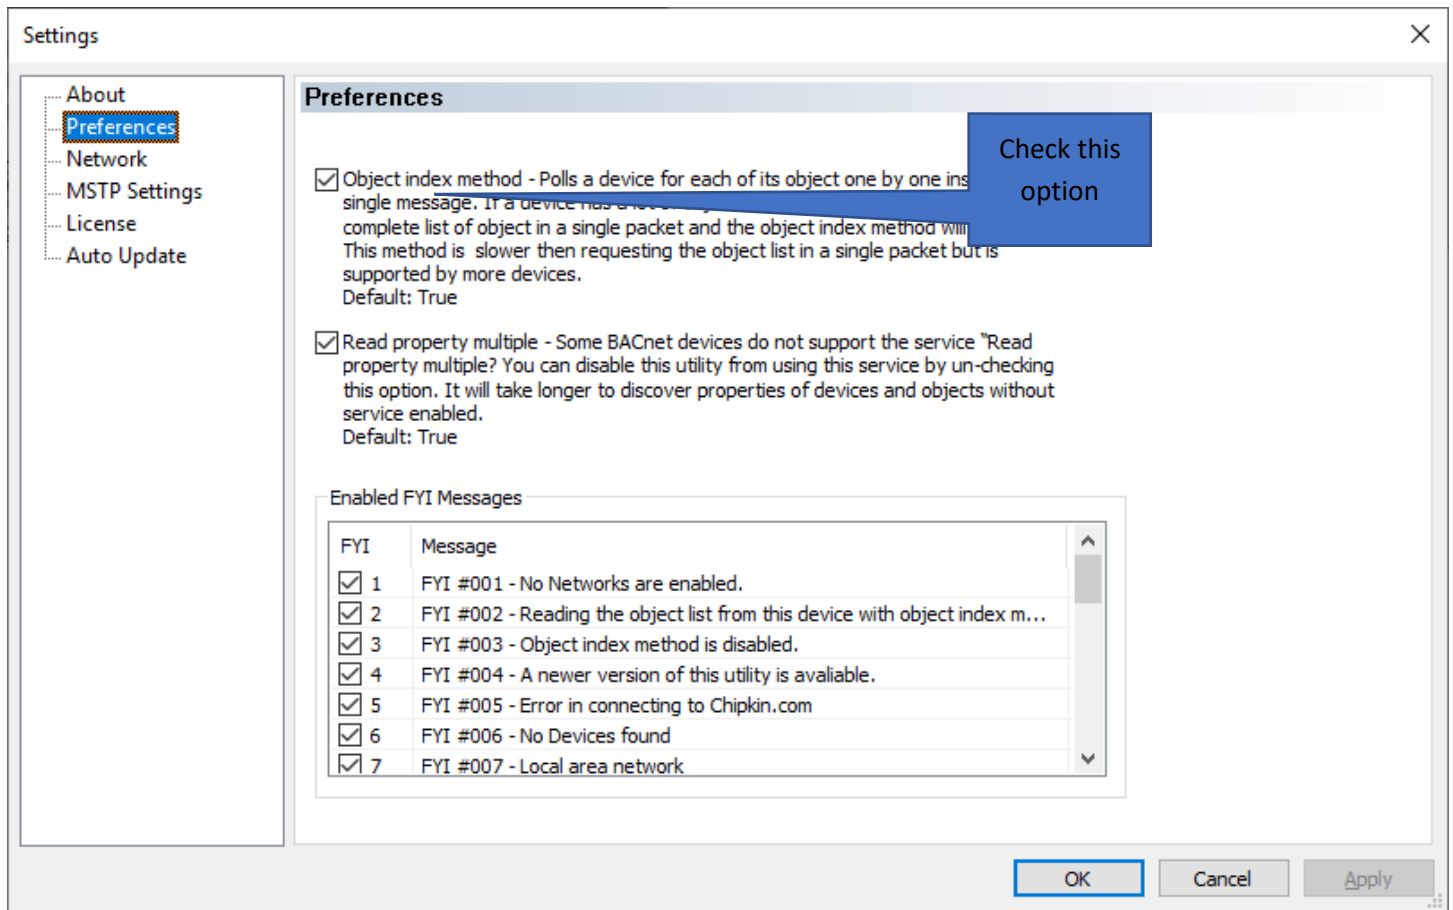 Settings
About
Preferences
Network
MSTP Settings
License
Auto Update
Preferences
Check this
option
Object index method - Polls a device for each of its object one by one
single message. If a device has a
complete list of object in a single packet and the object index method
This method is slower then requesting the object list in a single packet but is
supported by more devices.
Default: True
Read property multiple - Some BACnet devices do not support the service "Read
property multiple? You can disable this utility from using this service by un-checking
this option. It will take longer to discover properties of devices and objects without
service enabled.
Default: True
Enabled FYI Messages
FYI Message
1 FYI #001 - No Networks are enabled.
2 FYI #002 - Reading the object list from this device with object index m...
3 FYI #003 - Object index method is disabled.
4 FYI #004 - A newer version of this utility is avaliable.
5 FYI #005 - Error in connecting to Chipkin.com
6 FYI #006 - No Devices found
7 FYI #007 - Local area network
OK Cancel Apply